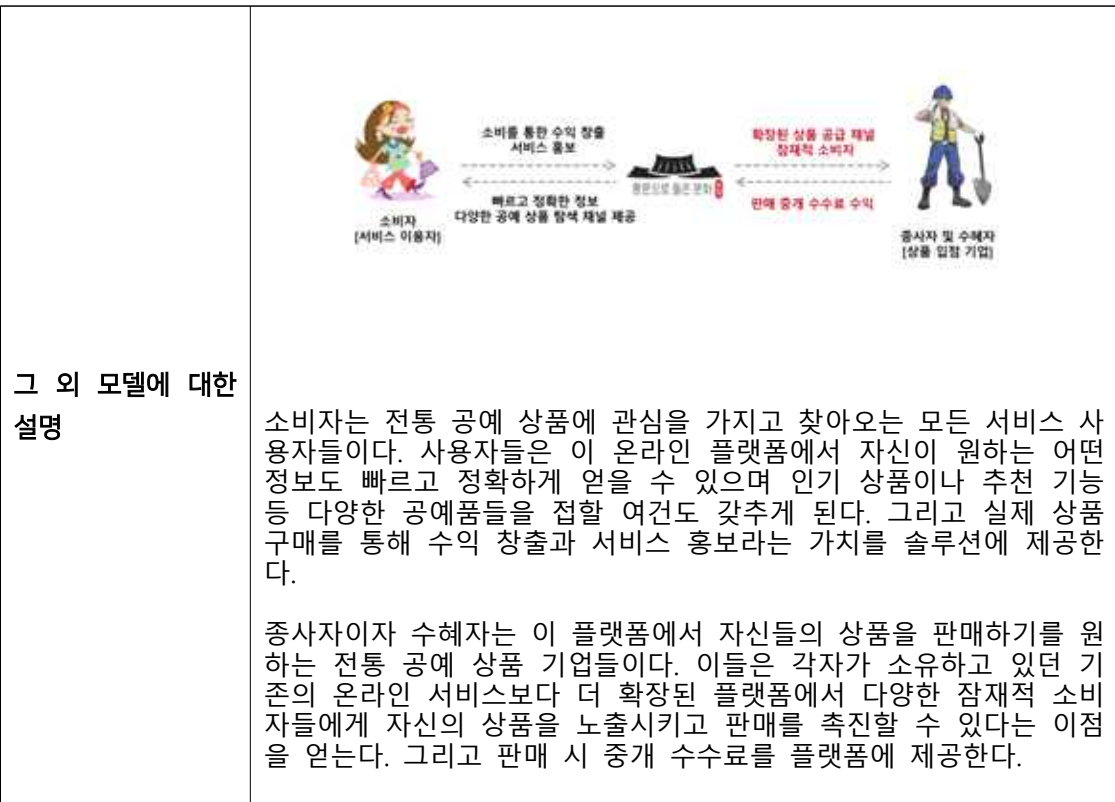 소비를 통한 수익 창출
서비스 홍보
빠르고 정확한 정보
다양한 공예 상품 탐색 채널 제공
소비자
[서비스 이용자]
확장된 상품 공급 채널
잠재적 소비자
판매 중개 수수료 수익
종사자 및 수혜자
[상품 입점 기업]
그 외 모델에 대한
설명
소비자는 전통 공예 상품에 관심을 가지고 찾아오는 모든 서비스 사
용자들이다. 사용자들은 이 온라인 플랫폼에서 자신이 원하는 어떤
정보도 빠르고 정확하게 얻을 수 있으며 인기 상품이나 추천 기능
등 다양한 공예품들을 접할 여건도 갖추게 된다. 그리고 실제 상품
구매를 통해 수익 창출과 서비스 홍보라는 가치를 솔루션에 제공한
다.
종사자이자 수혜자는 이 플랫폼에서 자신들의 상품을 판매하기를 원
하는 전통 공예 상품 기업들이다. 이들은 각자가 소유하고 있던 기
존의 온라인 서비스보다 더 확장된 플랫폼에서 다양한 잠재적 소비
자들에게 자신의 상품을 노출시키고 판매를 촉진할 수 있다는 이점
을 얻는다. 그리고 판매 시 중개 수수료를 플랫폼에 제공한다.